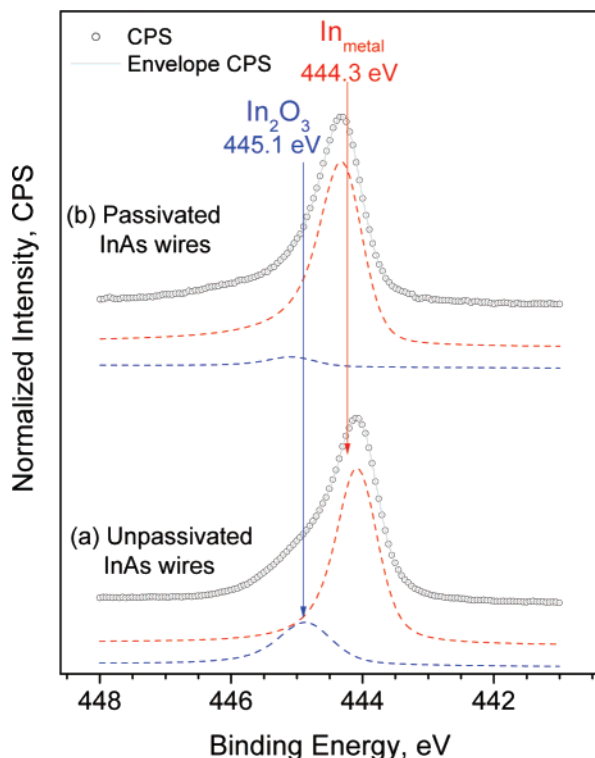 CPS
Envelope CPS
In_metal
444.3 eV
In₂O₃
445.1 eV
(b) Passivated
InAs wires
(a) Unpassivated
InAs wires
Normalized Intensity, CPS
448
446
444
442
Binding Energy, eV